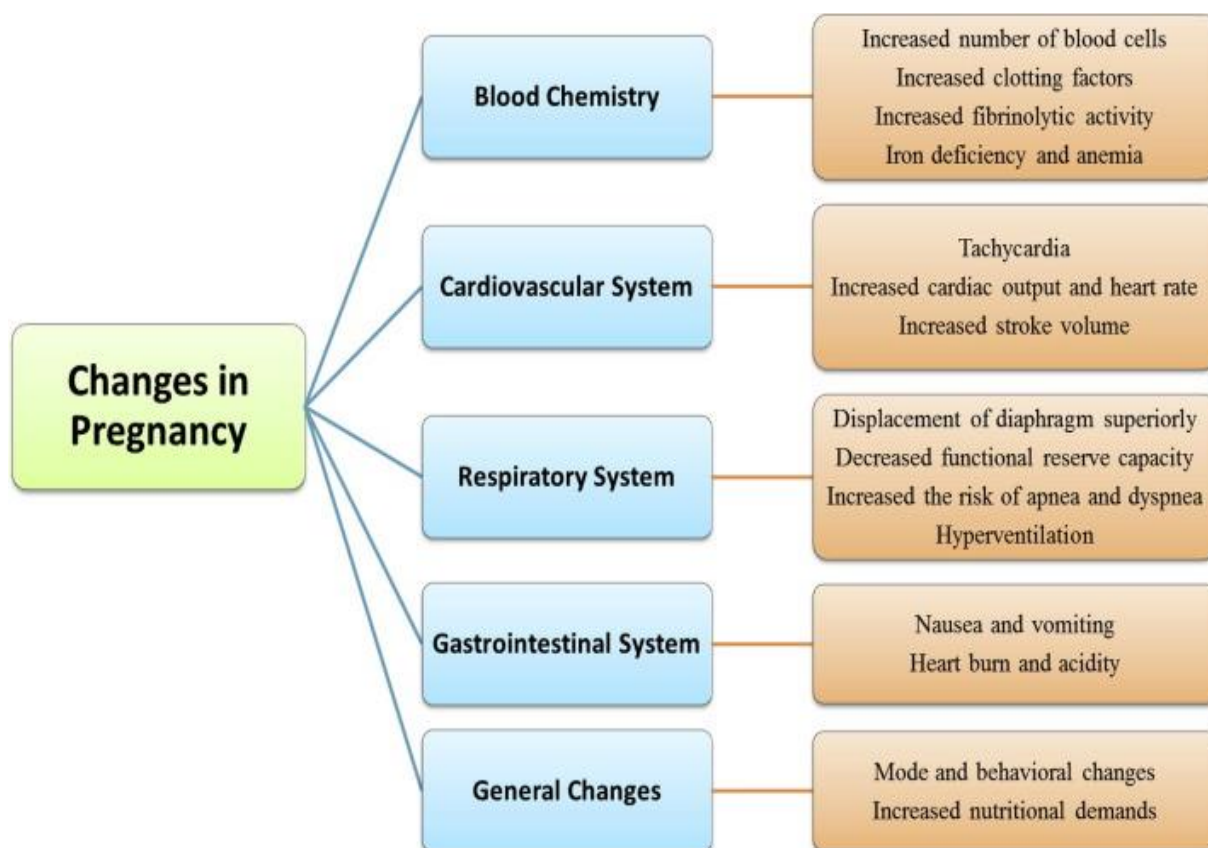 Changes in
Pregnancy
Blood Chemistry
Increased number of blood cells
Increased clotting factors
Increased fibrinolytic activity
Iron deficiency and anemia
Cardiovascular System
Tachycardia
Increased cardiac output and heart rate
Increased stroke volume
Respiratory System
Displacement of diaphragm superiorly
Decreased functional reserve capacity
Increased the risk of apnea and dyspnea
Hyperventilation
Gastrointestinal System
Nausea and vomiting
Heart burn and acidity
General Changes
Mode and behavioral changes
Increased nutritional demands